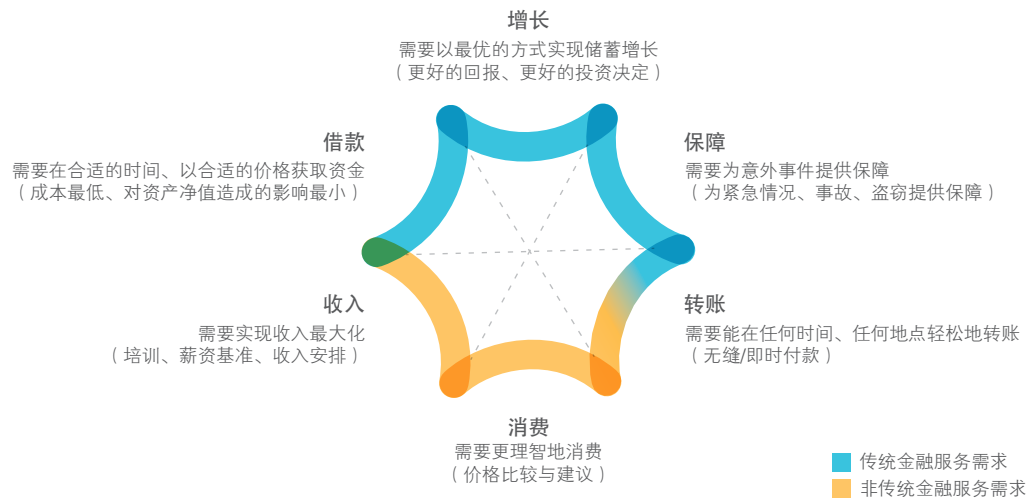 增长
需要以最优的方式实现储蓄增长
（更好的回报、更好的投资决定）
借款
需要在合适的时间、以合适的价格获取资金
（成本最低、对资产净值造成的影响最小）
保障
需要为意外事件提供保障
（为紧急情况、事故、盗窃提供保障）
收入
需要实现收入最大化
（培训、薪资基准、收入安排）
转账
需要能在任何时间、任何地点轻松地转账
（无缝/即时付款）
消费
需要更理智地消费
（价格比较与建议）
传统金融服务需求
非传统金融服务需求